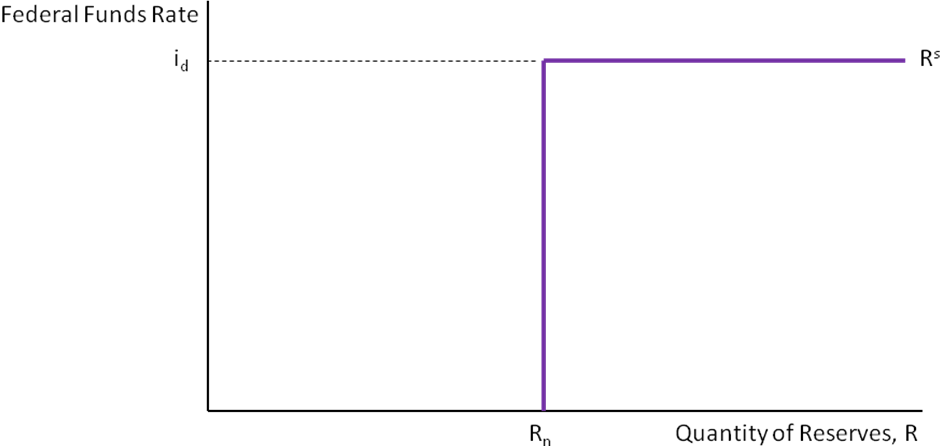 Federal Funds Rate
i_d
R^s
R_n
Quantity of Reserves, R